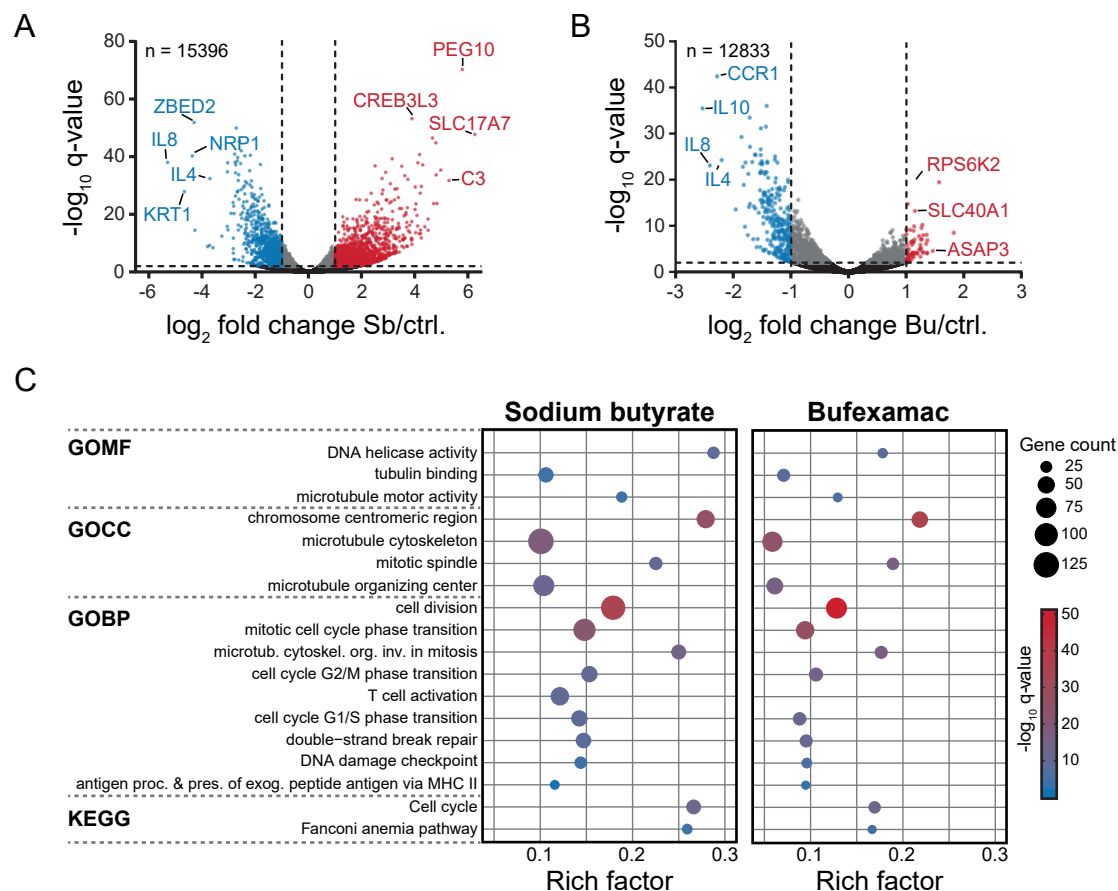 A
n = 15396
80
60
40
20
0
-log10 q-value
PEG10
CREB3L3
SLC17A7
C3
ZBED2
IL8
NRP1
IL4
KRT1
-6 -4 -2 0 2 4 6
log2 fold change Sb/ctrl.
B
n = 12833
50
40
30
20
10
0
-log10 q-value
CCR1
IL10
IL8
IL4
RPS6K2
SLC40A1
ASAP3
-3 -2 -1 0 1 2 3
log2 fold change Bu/ctrl.
C
Sodium butyrate
Bufexamac
GOMF
DNA helicase activity
tubulin binding
microtubule motor activity
GOCC
chromosome centromeric region
microtubule cytoskeleton
mitotic spindle
microtubule organizing center
GOBP
cell division
mitotic cell cycle phase transition
microtub. cytoskel. org. inv. in mitosis
cell cycle G2/M phase transition
T cell activation
cell cycle G1/S phase transition
double−strand break repair
DNA damage checkpoint
antigen proc. & pres. of exog. peptide antigen via MHC II
KEGG
Cell cycle
Fanconi anemia pathway
0.1 0.2 0.3
Rich factor
0.1 0.2 0.3
Rich factor
Gene count
25
50
75
100
125
-log10 q-value
50
40
30
20
10